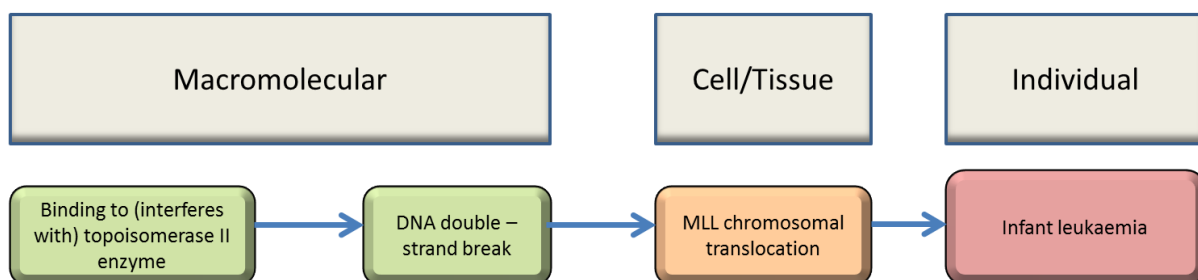 Macromolecular
Cell/Tissue
Individual
Binding to (interferes
with) topoisomerase II
enzyme
DNA double –
strand break
MLL chromosomal
translocation
Infant leukaemia